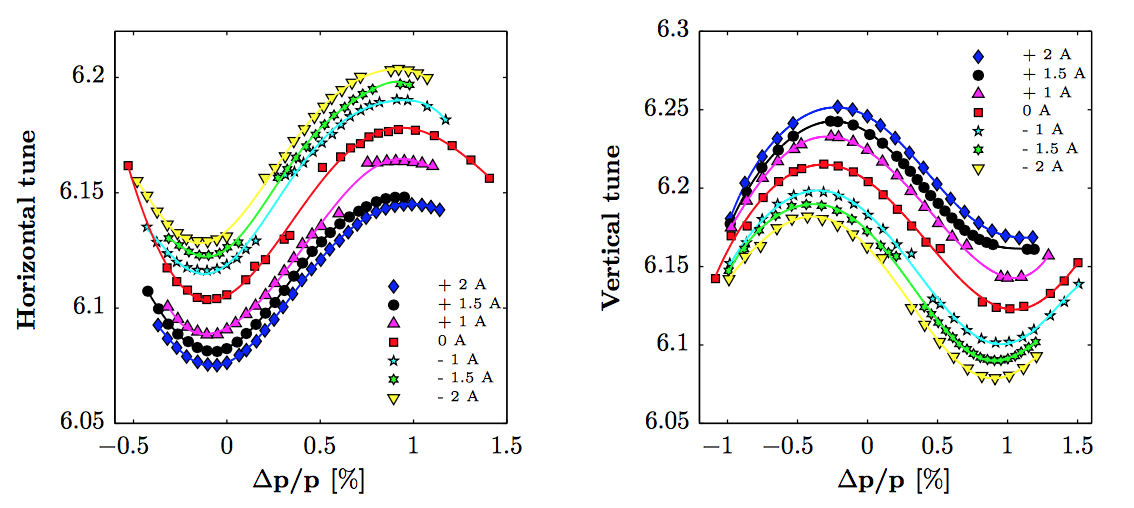 Horizontal tune
6.2
6.15
6.1
6.05
−0.5
0
0.5
1
1.5
Δp/p [%]
+ 2 A
+ 1.5 A
+ 1 A
0 A
- 1 A
- 1.5 A
- 2 A
Vertical tune
6.3
6.25
6.2
6.15
6.1
6.05
−1
−0.5
0
0.5
1
1.5
Δp/p [%]
+ 2 A
+ 1.5 A
+ 1 A
0 A
- 1 A
- 1.5 A
- 2 A